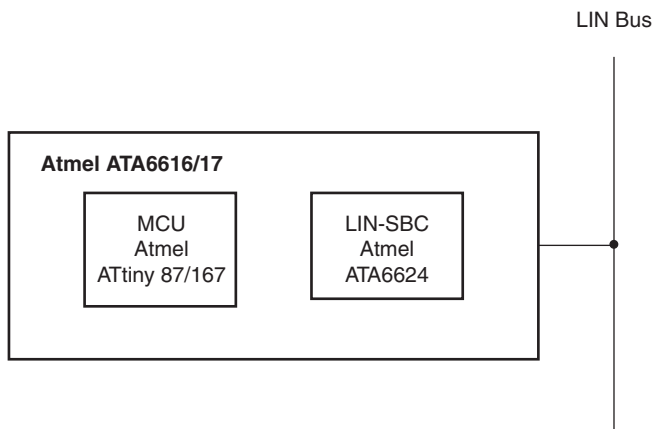 LIN Bus
Atmel ATA6616/17
MCU
Atmel
ATtiny 87/167
LIN-SBC
Atmel
ATA6624